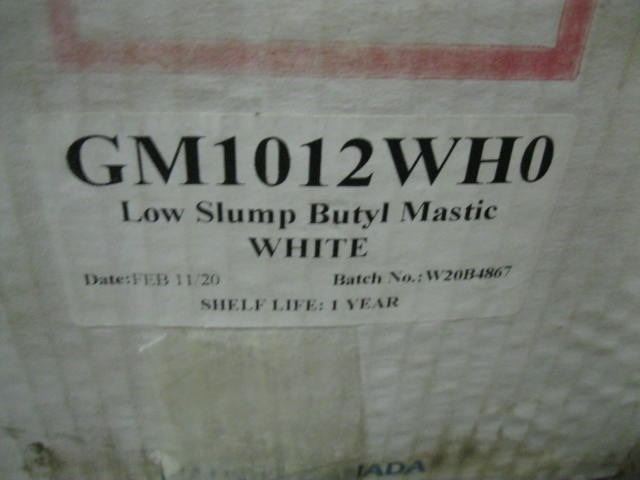 GM1012WH0
Low Slump Butyl Mastic
WHITE
Date:FEB 11/20 Batch No.: W20B4867
SHELF LIFE: 1 YEAR